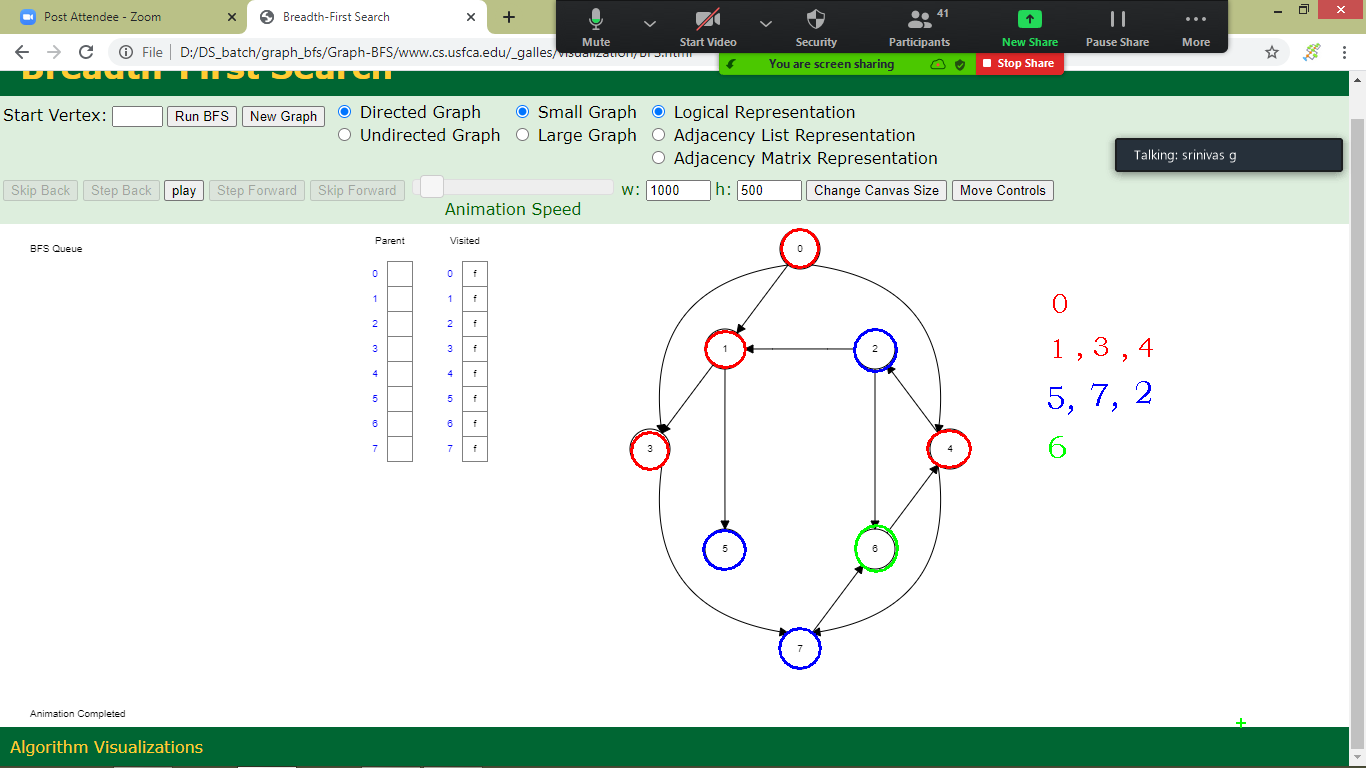 Post Attendee - Zoom
Breadth-First Search
41
Mute
Start Video
Security
Participants
New Share
Pause Share
More
File | D:/DS_batch/graph_bfs/Graph-BFS/www.cs.usfca.edu/_galles/visualization/BFS.html
You are screen sharing
Stop Share
Breadth-First Search
Start Vertex: Run BFS New Graph Directed Graph Small Graph Logical Representation
Undirected Graph Large Graph Adjacency List Representation
Adjacency Matrix Representation
Talking: srinivas g
Skip Back Step Back play Step Forward Skip Forward w: 1000 h: 500 Change Canvas Size Move Controls
Animation Speed
BFS Queue
Parent Visited
0 0 f
1 1 f
2 2 f
3 3 f
4 4 f
5 5 f
6 6 f
7 7 f
0
1 2
3 4
5 6
7
0
1 , 3 , 4
5, 7, 2
6
Animation Completed
Algorithm Visualizations